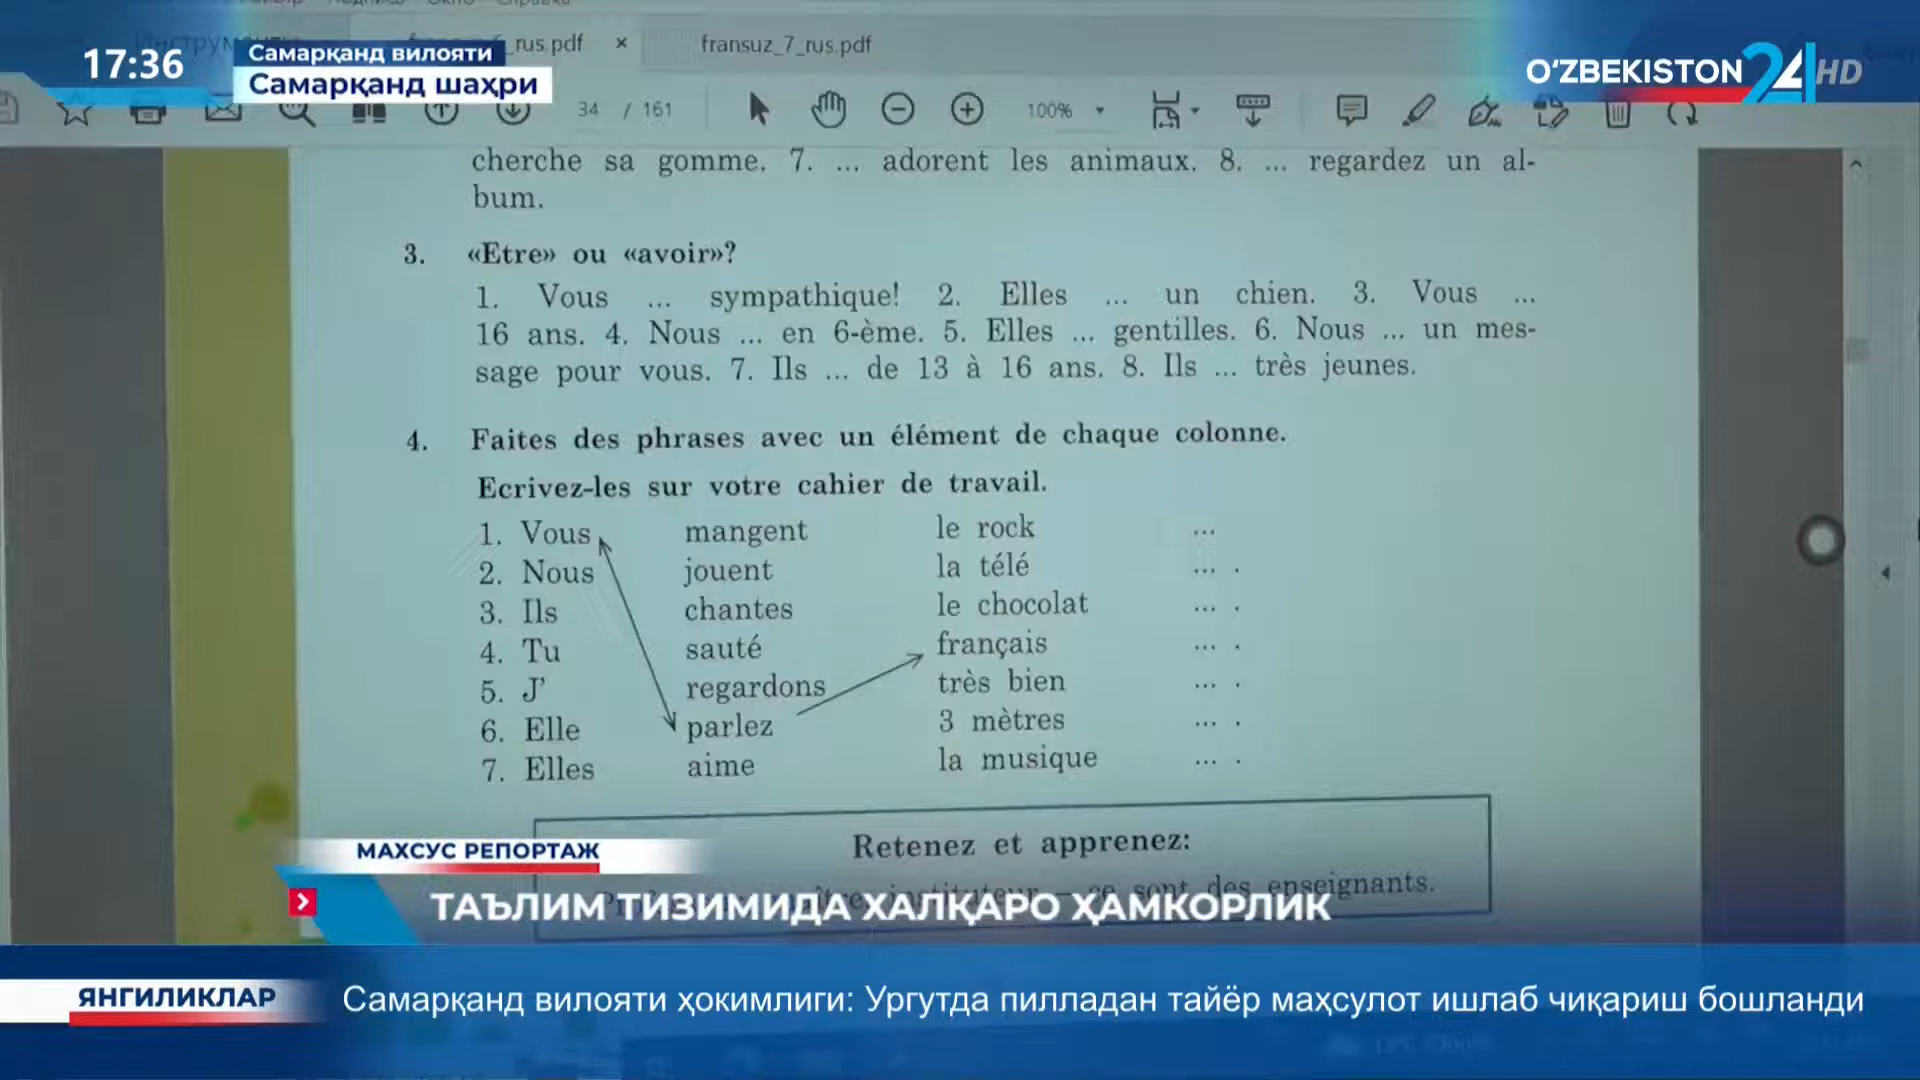 17:36
Самарқанд вилояти
Самарқанд шаҳри
_rus.pdf ×
fransuz_7_rus.pdf
O‘ZBEKISTON 24 HD
34 / 161
100%
cherche sa gomme. 7. ... adorent les animaux. 8. ... regardez un al-
bum.
3. «Etre» ou «avoir»?
1. Vous ... sympathique! 2. Elles ... un chien. 3. Vous ...
16 ans. 4. Nous ... en 6-ème. 5. Elles ... gentilles. 6. Nous ... un mes-
sage pour vous. 7. Ils ... de 13 à 16 ans. 8. Ils ... très jeunes.
4. Faites des phrases avec un élément de chaque colonne.
Ecrivez-les sur votre cahier de travail.
1. Vous mangent le rock ...
2. Nous jouent la télé ... .
3. Ils chantes le chocolat ... .
4. Tu sauté français ... .
5. J’ regardons très bien ... .
6. Elle parlez 3 mètres ... .
7. Elles aime la musique ... .
Retenez et apprenez:
ce sont des enseignants.
МАХСУС РЕПОРТАЖ
ТАЪЛИМ ТИЗИМИДА ХАЛҚАРО ҲАМКОРЛИК
ЯНГИЛИКЛАР
Самарқанд вилояти ҳокимлиги: Ургутда пилладан тайёр маҳсулот ишлаб чиқариш бошланди